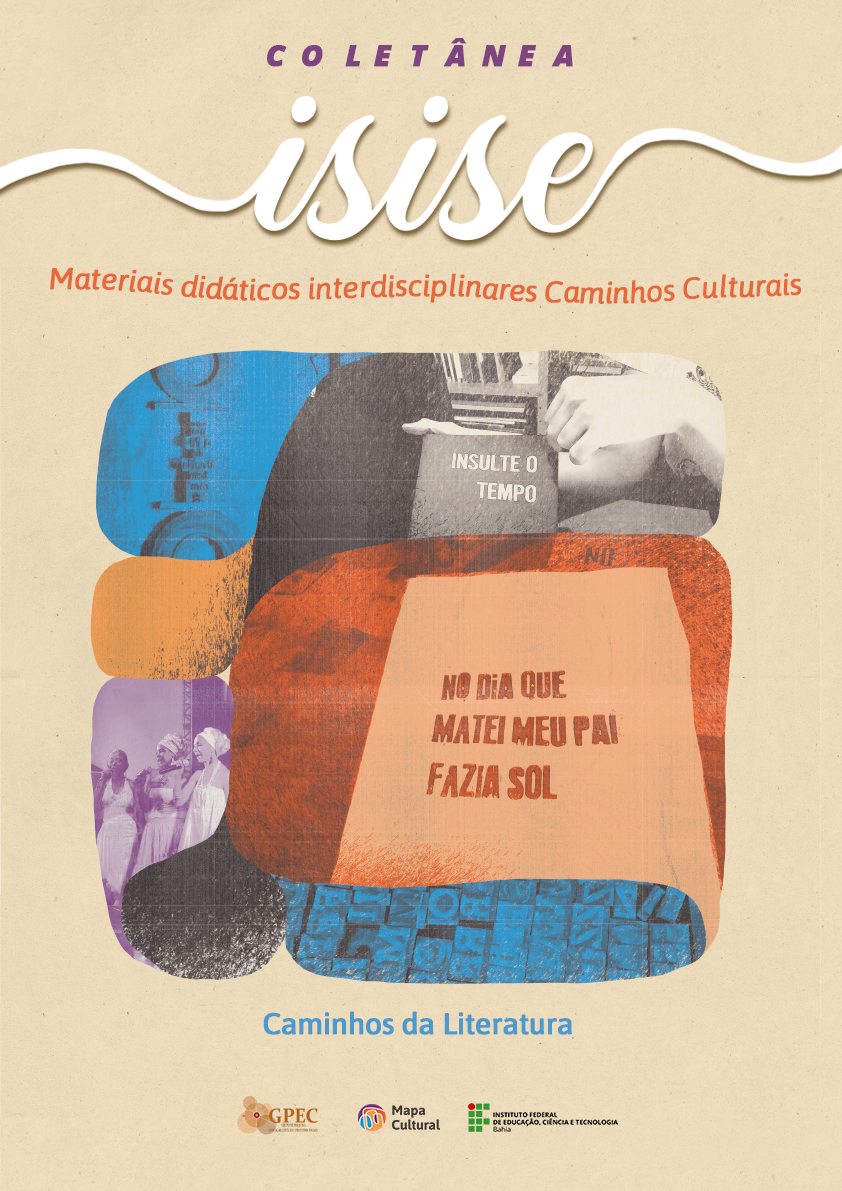 COLETÂNEA
isise
Materiais didáticos interdisciplinares Caminhos Culturais
INSULTE O
TEMPO
NO DIA QUE
MATEI MEU PAI
FAZIA SOL
Caminhos da Literatura
GPEC
Mapa
Cultural
INSTITUTO FEDERAL
DE EDUCAÇÃO, CIÊNCIA E TECNOLOGIA
Bahia